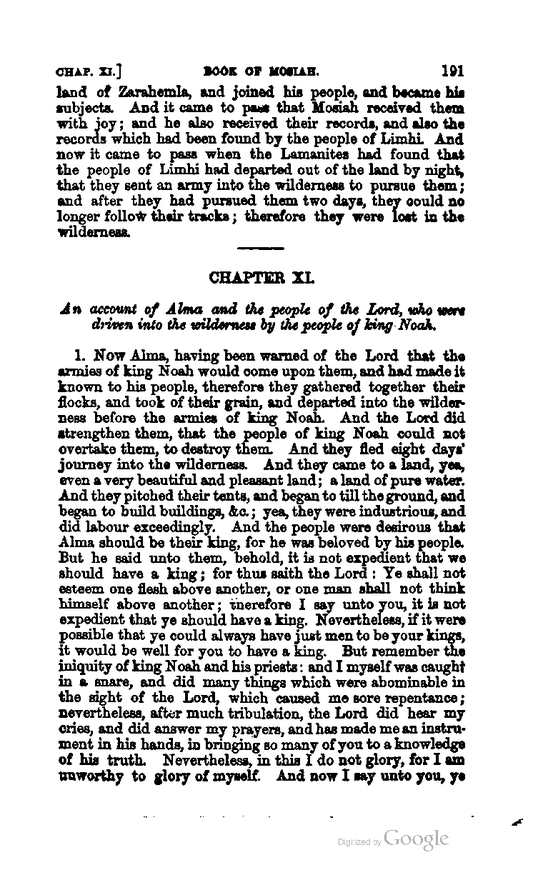 CHAP. XI.] BOOK OF MOSIAH. 191
land of Zarahemla, and joined his people, and became his
subjects. And it came to pass that Mosiah received them
with joy; and he also received their records, and also the
records which had been found by the people of Limhi. And
now it came to pass when the Lamanites had found that
the people of Limhi had departed out of the land by night,
that they sent an army into the wilderness to pursue them;
and after they had pursued them two days, they could no
longer follow their tracks; therefore they were lost in the
wilderness.
CHAPTER XI.
An account of Alma and the people of the Lord, who were
driven into the wilderness by the people of king Noah.
1. Now Alma, having been warned of the Lord that the
armies of king Noah would come upon them, and had made it
known to his people, therefore they gathered together their
flocks, and took of their grain, and departed into the wilder-
ness before the armies of king Noah. And the Lord did
strengthen them, that the people of king Noah could not
overtake them, to destroy them. And they fled eight days'
journey into the wilderness. And they came to a land, yea,
even a very beautiful and pleasant land; a land of pure water.
And they pitched their tents, and began to till the ground, and
began to build buildings, &c.; yea, they were industrious, and
did labour exceedingly. And the people were desirous that
Alma should be their king, for he was beloved by his people.
But he said unto them, behold, it is not expedient that we
should have a king; for thus saith the Lord: Ye shall not
esteem one flesh above another, or one man shall not think
himself above another; therefore I say unto you, it is not
expedient that ye should have a king. Nevertheless, if it were
possible that ye could always have just men to be your kings,
it would be well for you to have a king. But remember the
iniquity of king Noah and his priests: and I myself was caught
in a snare, and did many things which were abominable in
the sight of the Lord, which caused me sore repentance;
nevertheless, after much tribulation, the Lord did hear my
cries, and did answer my prayers, and has made me an instru-
ment in his hands, in bringing so many of you to a knowledge
of his truth. Nevertheless, in this I do not glory, for I am
unworthy to glory of myself. And now I say unto you, ye
Digitized by Google